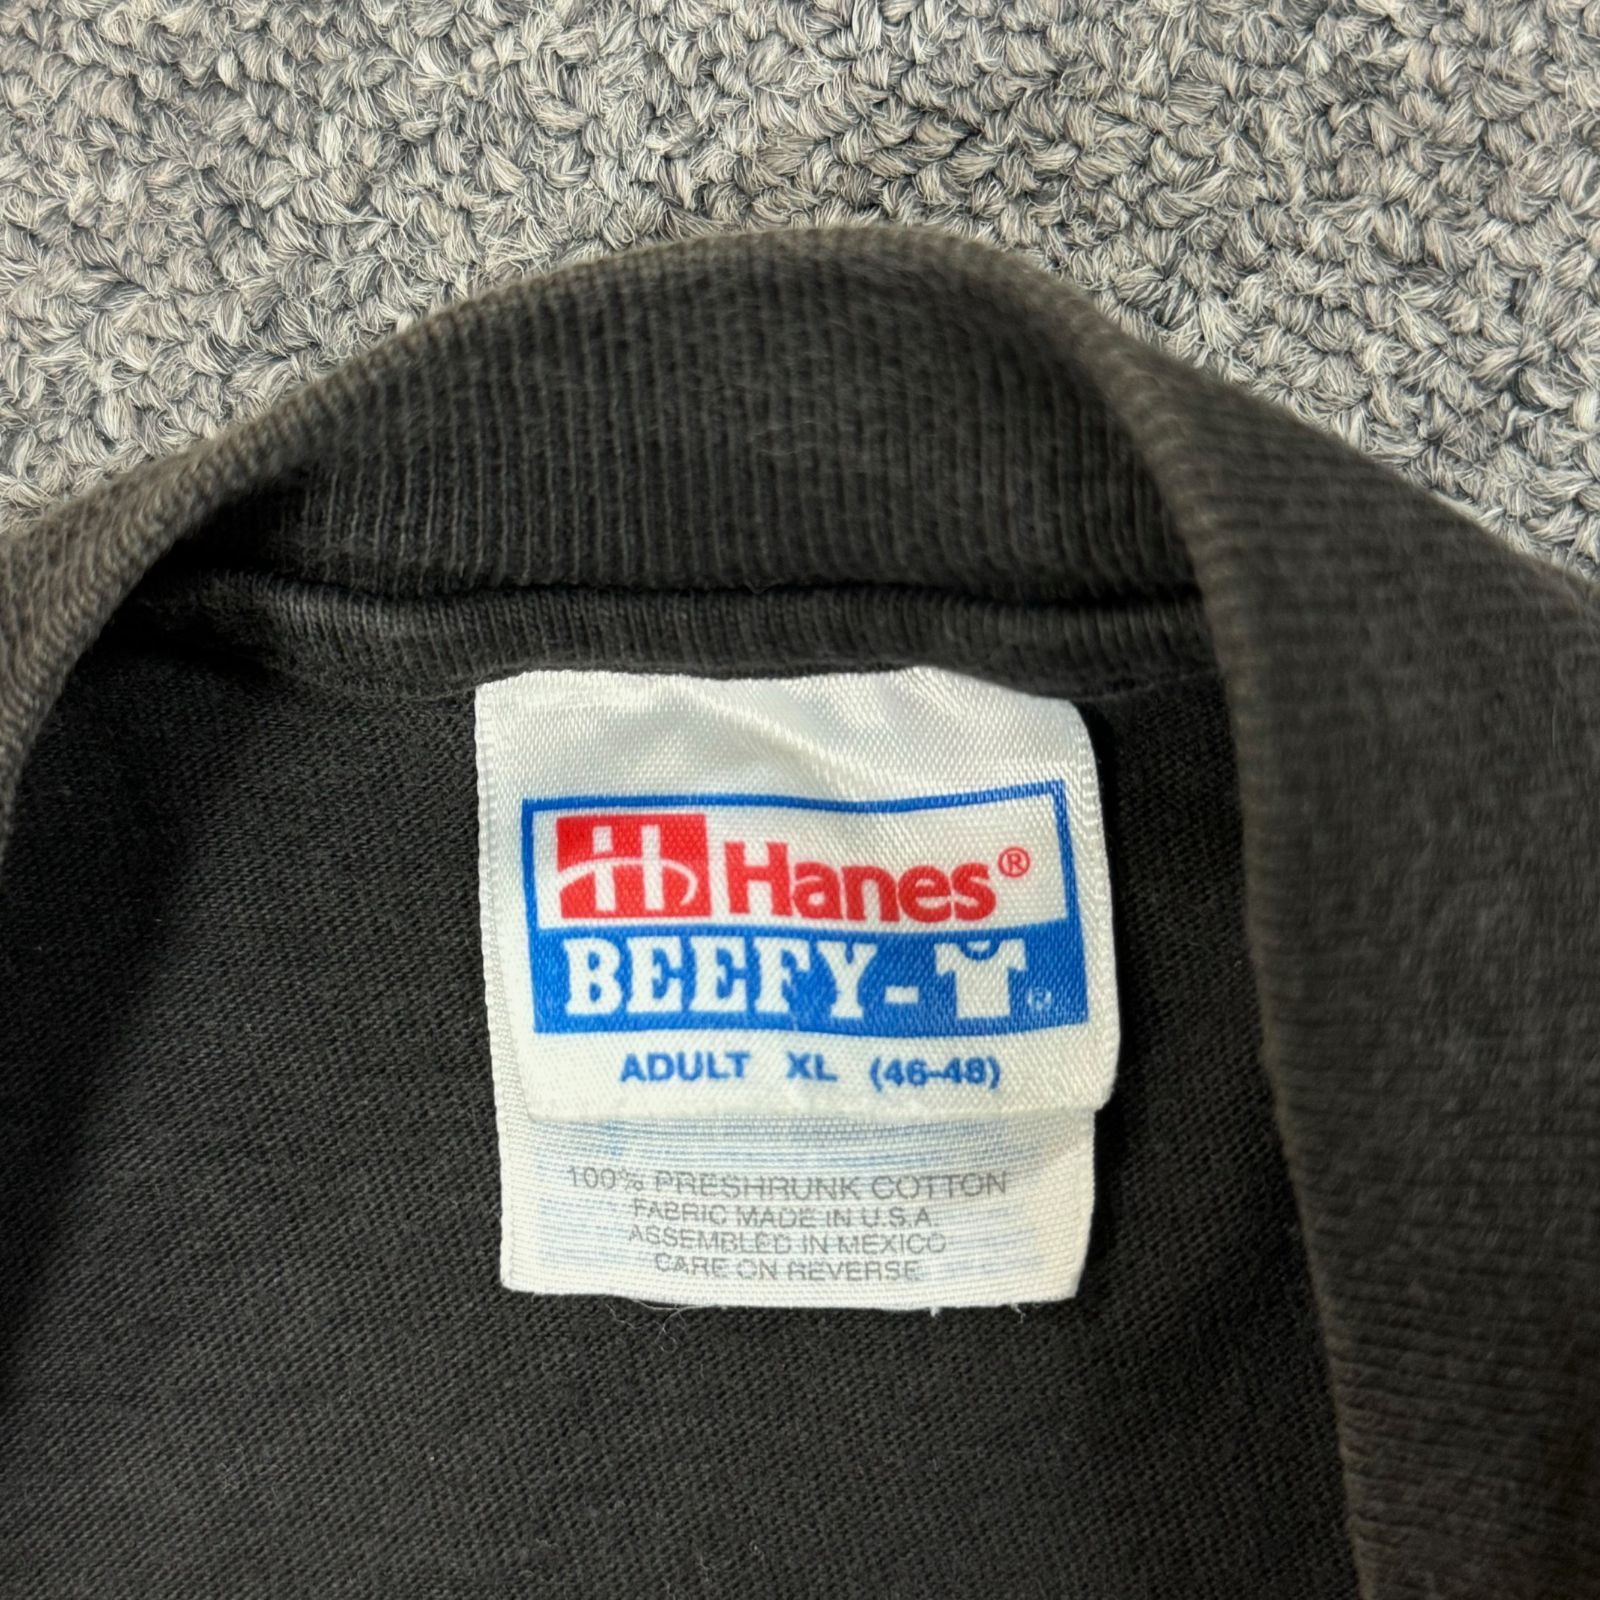 H Hanes®
BEEFY-T®
ADULT XL (46-48)
100% PRESHRUNK COTTON
FABRIC MADE IN U.S.A.
ASSEMBLED IN MEXICO
CARE ON REVERSE